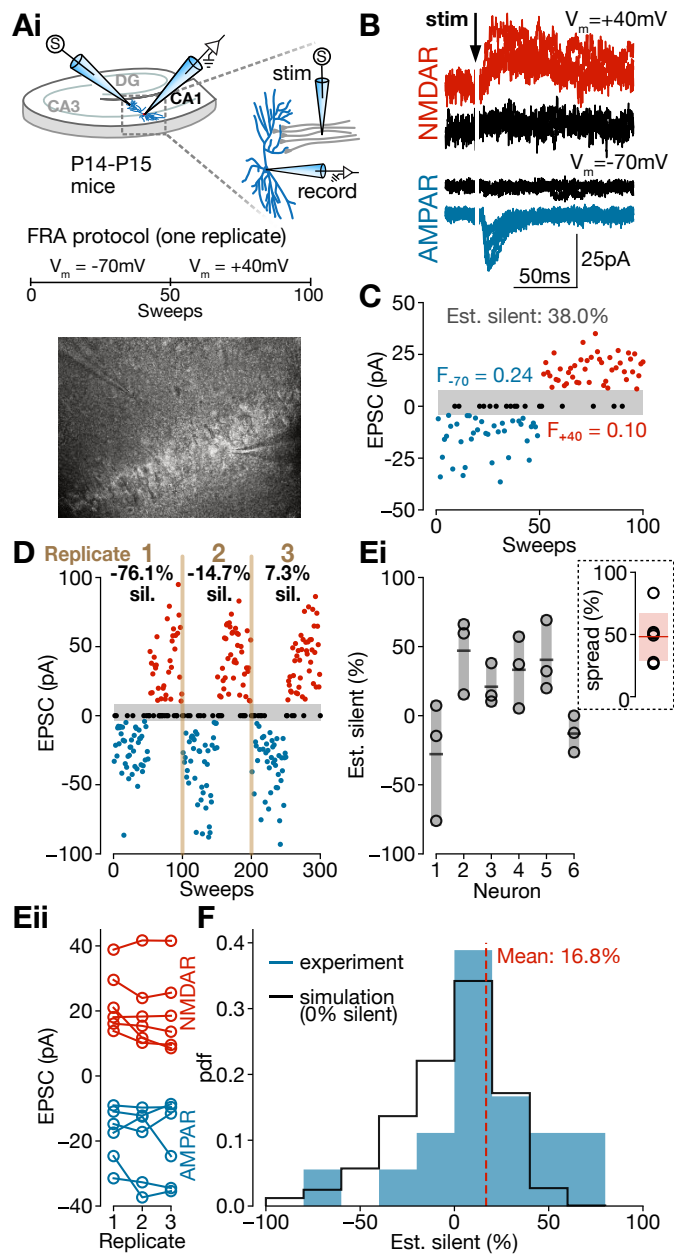 Ai
S
DG
CA3
CA1
P14-P15
mice
S
stim
record
FRA protocol (one replicate)
Vm = -70mV
Vm = +40mV
0
50
100
Sweeps
B
stim
Vm=+40mV
NMDAR
Vm=-70mV
AMPAR
25pA
50ms
C
Est. silent: 38.0%
F-70 = 0.24
F+40 = 0.10
EPSC (pA)
50
25
0
−25
−50
0
50
100
Sweeps
D
Replicate 1 2 3
-76.1% -14.7% 7.3%
sil. sil. sil.
EPSC (pA)
100
50
0
−50
−100
0
100
200
300
Sweeps
Ei
Est. silent (%)
100
50
0
−50
−100
1 2 3 4 5 6
Neuron
spread (%)
100
50
0
Eii
EPSC (pA)
40
20
0
−20
−40
NMDAR
AMPAR
1 2 3
Replicate
F
pdf
0.4
0.3
0.2
0.1
0.0
experiment
simulation
(0% silent)
Mean: 16.8%
−100
−50
0
50
100
Est. silent (%)